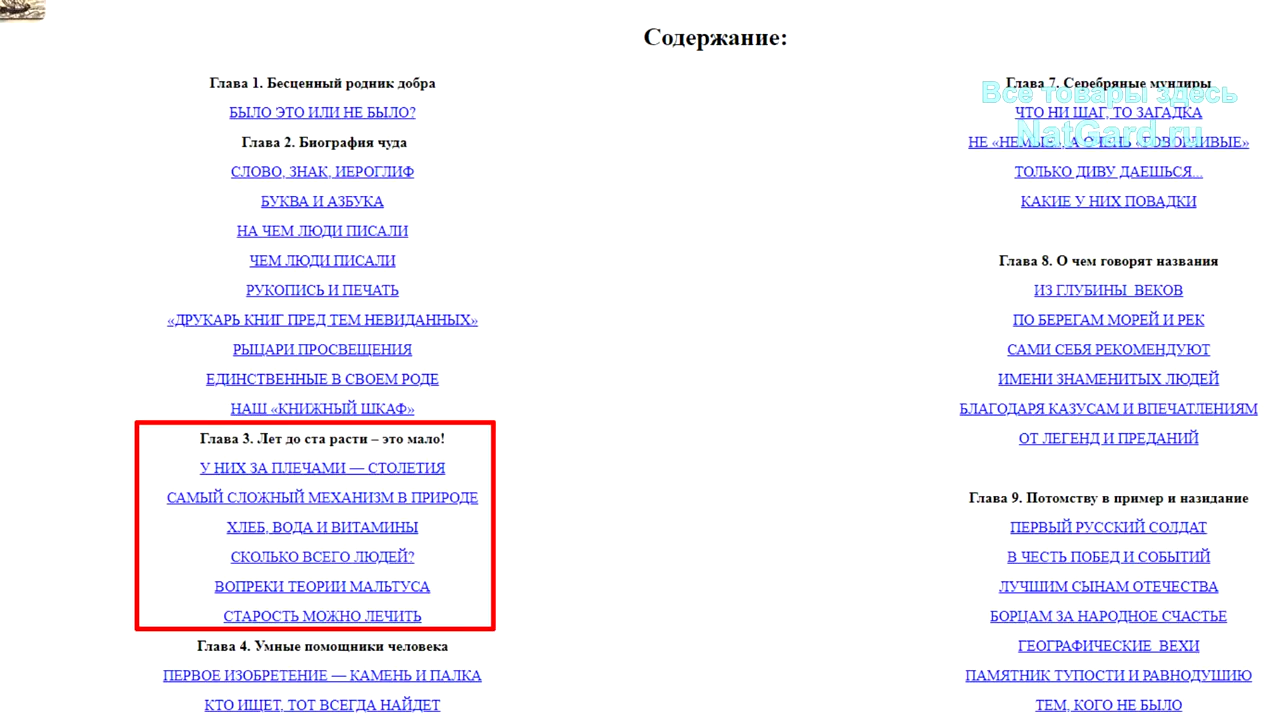 Содержание:
Глава 1. Бесценный родник добра
БЫЛО ЭТО ИЛИ НЕ БЫЛО?
Глава 2. Биография чуда
СЛОВО, ЗНАК, ИЕРОГЛИФ
БУКВА И АЗБУКА
НА ЧЕМ ЛЮДИ ПИСАЛИ
ЧЕМ ЛЮДИ ПИСАЛИ
РУКОПИСЬ И ПЕЧАТЬ
«ДРУКАРЬ КНИГ ПРЕД ТЕМ НЕВИДАННЫХ»
РЫЦАРИ ПРОСВЕЩЕНИЯ
ЕДИНСТВЕННЫЕ В СВОЕМ РОДЕ
НАШ «КНИЖНЫЙ ШКАФ»
Глава 3. Лет до ста расти – это мало!
У НИХ ЗА ПЛЕЧАМИ — СТОЛЕТИЯ
САМЫЙ СЛОЖНЫЙ МЕХАНИЗМ В ПРИРОДЕ
ХЛЕБ, ВОДА И ВИТАМИНЫ
СКОЛЬКО ВСЕГО ЛЮДЕЙ?
ВОПРЕКИ ТЕОРИИ МАЛЬТУСА
СТАРОСТЬ МОЖНО ЛЕЧИТЬ
Глава 4. Умные помощники человека
ПЕРВОЕ ИЗОБРЕТЕНИЕ — КАМЕНЬ И ПАЛКА
КТО ИЩЕТ, ТОТ ВСЕГДА НАЙДЕТ
Глава 7. Серебряные мундиры
Все товары здесь
ЧТО НИ ШАГ, ТО ЗАГАДКА
NatGard.ru
НЕ «НЕМЫЕ», А ОЧЕНЬ «ГОВОРЛИВЫЕ»
ТОЛЬКО ДИВУ ДАЕШЬСЯ...
КАКИЕ У НИХ ПОВАДКИ
Глава 8. О чем говорят названия
ИЗ ГЛУБИНЫ ВЕКОВ
ПО БЕРЕГАМ МОРЕЙ И РЕК
САМИ СЕБЯ РЕКОМЕНДУЮТ
ИМЕНИ ЗНАМЕНИТЫХ ЛЮДЕЙ
БЛАГОДАРЯ КАЗУСАМ И ВПЕЧАТЛЕНИЯМ
ОТ ЛЕГЕНД И ПРЕДАНИЙ
Глава 9. Потомству в пример и назидание
ПЕРВЫЙ РУССКИЙ СОЛДАТ
В ЧЕСТЬ ПОБЕД И СОБЫТИЙ
ЛУЧШИМ СЫНАМ ОТЕЧЕСТВА
БОРЦАМ ЗА НАРОДНОЕ СЧАСТЬЕ
ГЕОГРАФИЧЕСКИЕ ВЕХИ
ПАМЯТНИК ТУПОСТИ И РАВНОДУШИЮ
ТЕМ, КОГО НЕ БЫЛО